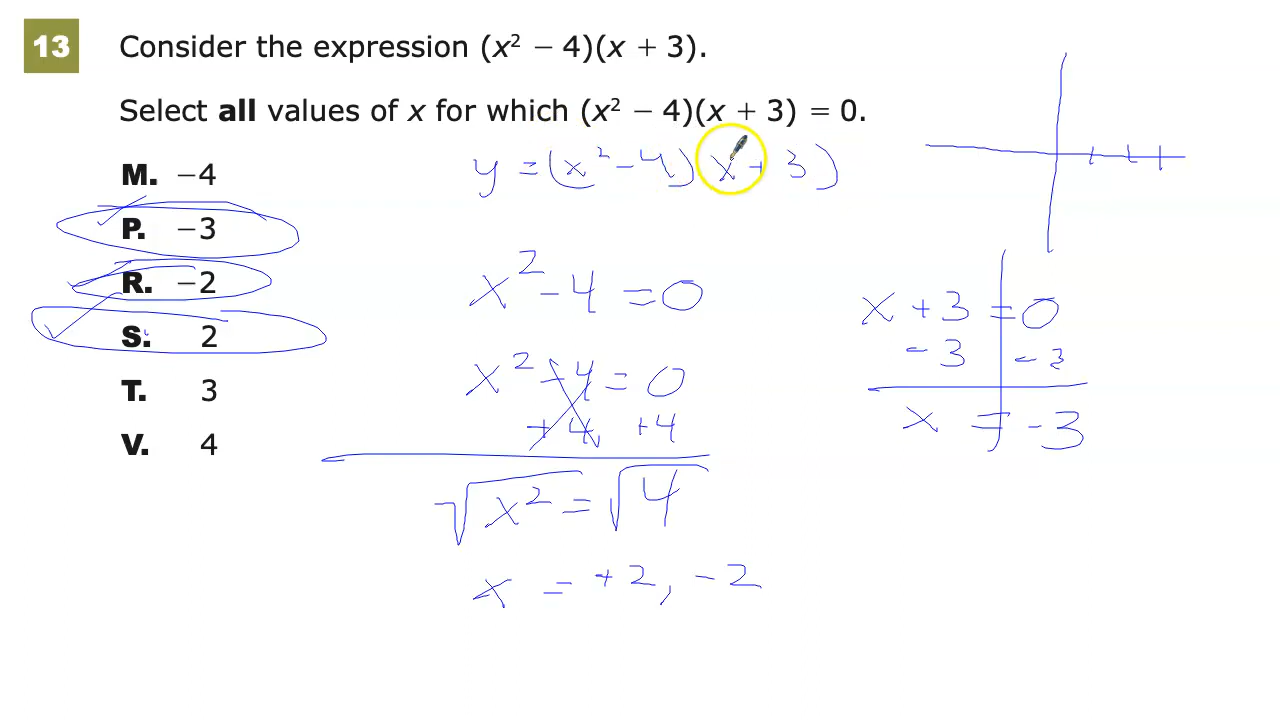 13 Consider the expression (x² − 4)(x + 3).
Select all values of x for which (x² − 4)(x + 3) = 0.
M. −4
P. −3
R. −2
S. 2
T. 3
V. 4
y = (x² − 4)(x + 3)
x² − 4 = 0
x² − 4 = 0
+ 4 + 4
√x² = √4
x = +2, −2
x + 3 = 0
− 3 − 3
x = −3